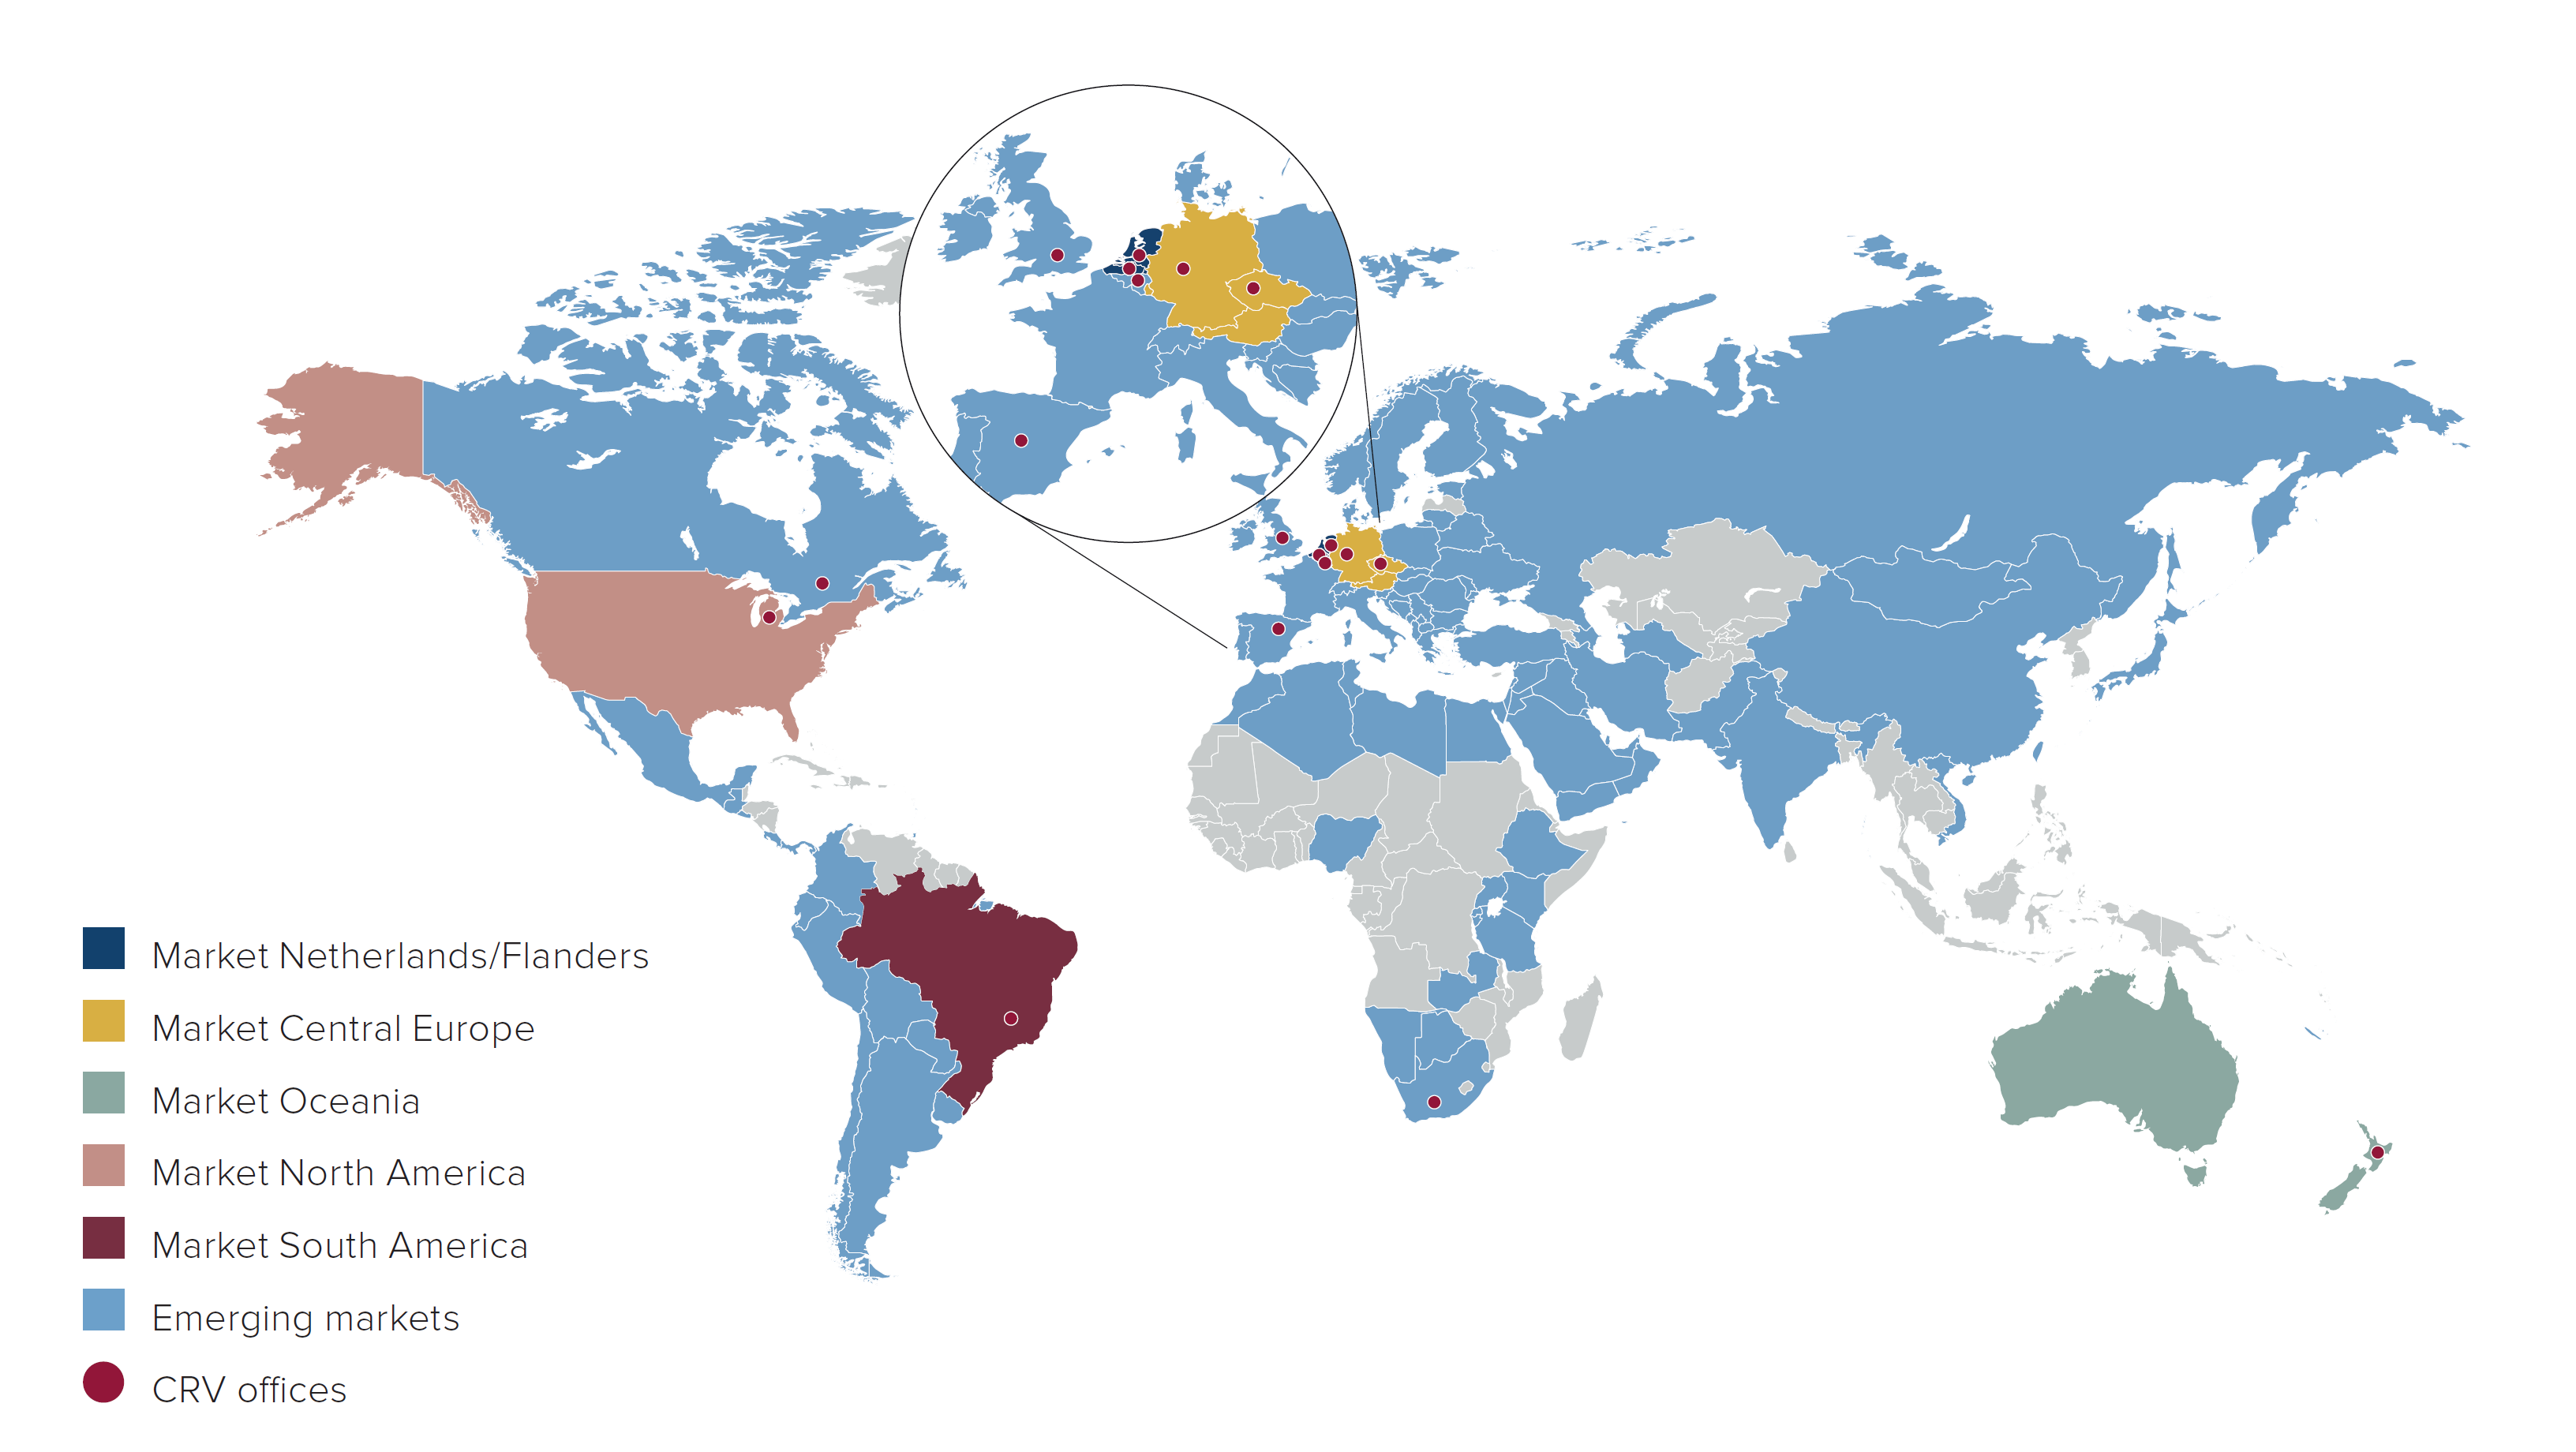 Market Netherlands/Flanders
Market Central Europe
Market Oceania
Market North America
Market South America
Emerging markets
CRV offices